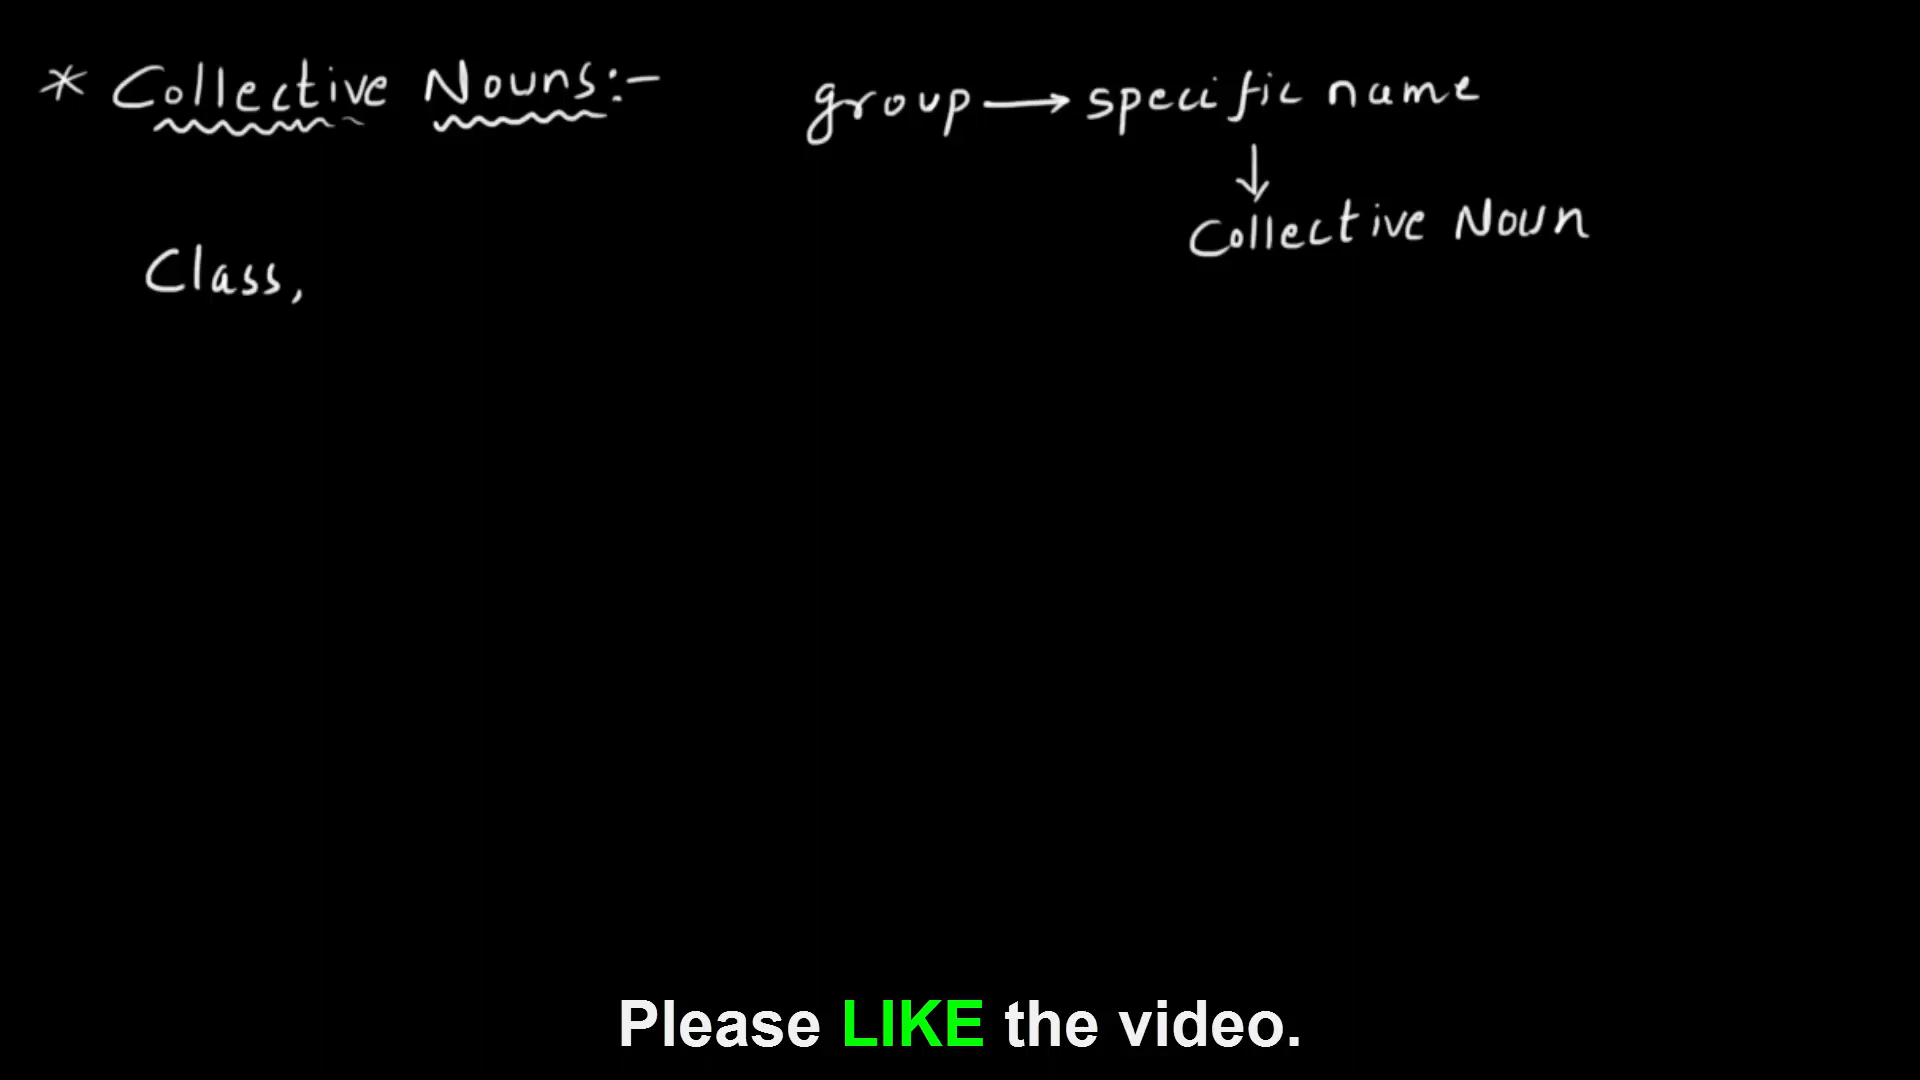 * Collective Nouns:-
group → specific name
↓
Collective Noun
Class,
Please LIKE the video.